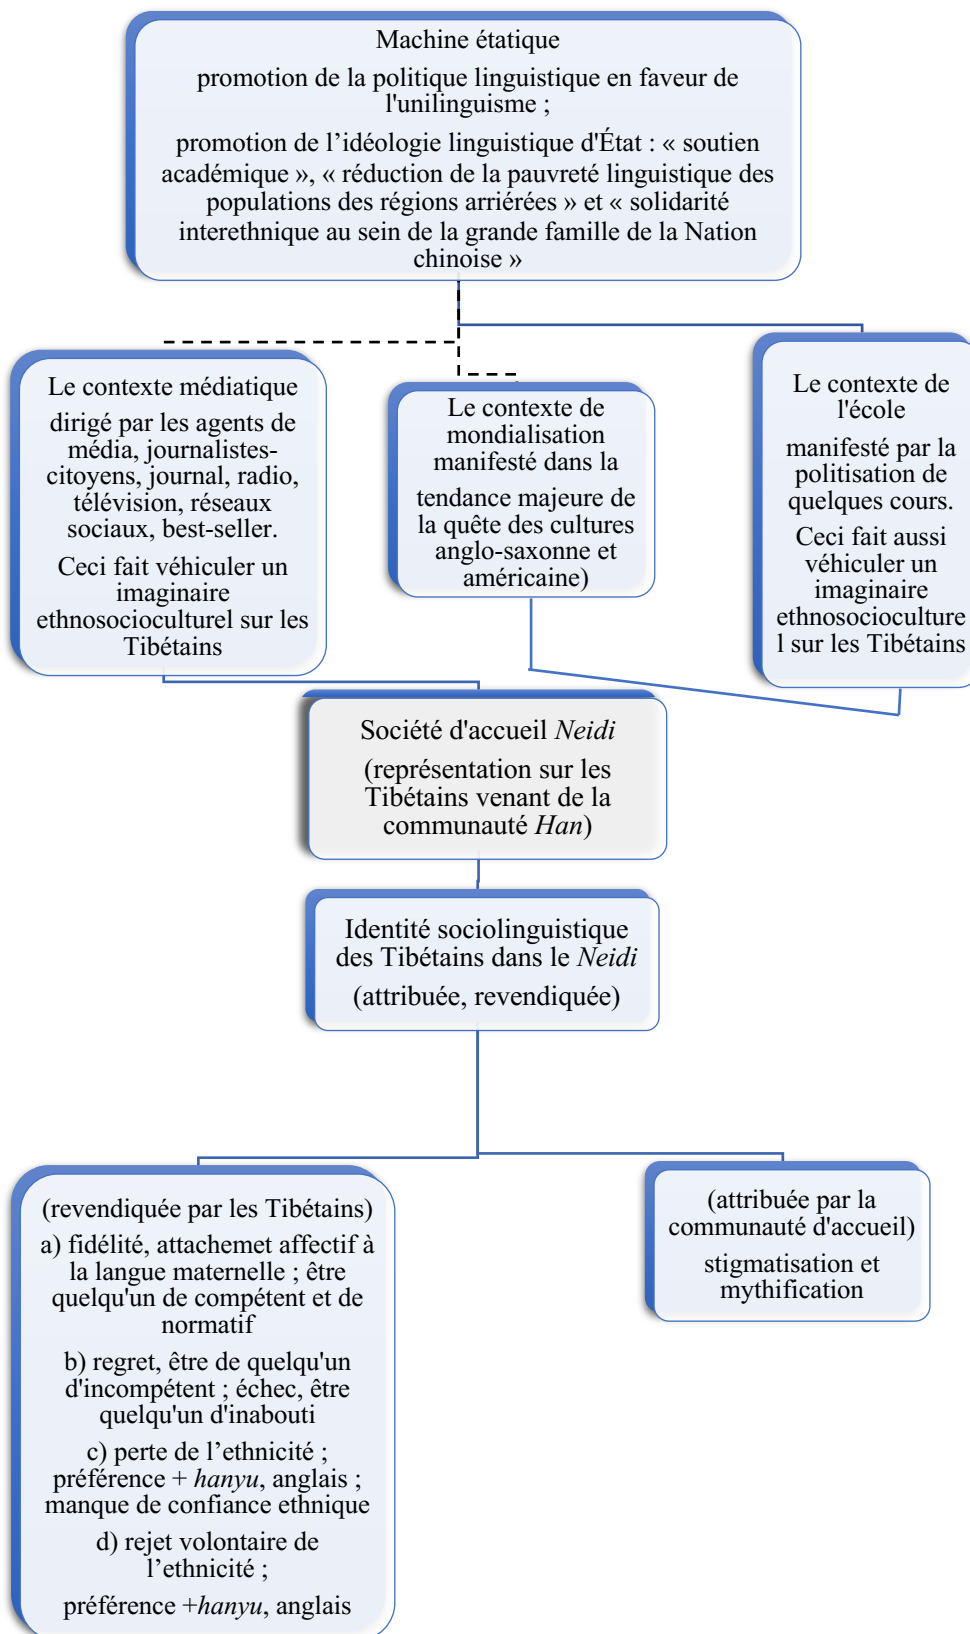 Machine étatique
promotion de la politique linguistique en faveur de
l'unilinguisme ;
promotion de l’idéologie linguistique d'État : « soutien
académique », « réduction de la pauvreté linguistique des
populations des régions arriérées » et « solidarité
interethnique au sein de la grande famille de la Nation
chinoise »
Le contexte médiatique
dirigé par les agents de
média, journalistes-
citoyens, journal, radio,
télévision, réseaux
sociaux, best-seller.
Ceci fait véhiculer un
imaginaire
ethnosocioculturel sur les
Tibétains
Le contexte de
mondialisation
manifesté dans la
tendance majeure de
la quête des cultures
anglo-saxonne et
américaine)
Le contexte de
l'école
manifesté par la
politisation de
quelques cours.
Ceci fait aussi
véhiculer un
imaginaire
ethnosocioculture
l sur les Tibétains
Société d'accueil Neidi
(représentation sur les
Tibétains venant de la
communauté Han)
Identité sociolinguistique
des Tibétains dans le Neidi
(attribuée, revendiquée)
(revendiquée par les Tibétains)
a) fidélité, attachemet affectif à
la langue maternelle ; être
quelqu'un de compétent et de
normatif
b) regret, être de quelqu'un
d'incompétent ; échec, être
quelqu'un d'inabouti
c) perte de l’ethnicité ;
préférence + hanyu, anglais ;
manque de confiance ethnique
d) rejet volontaire de
l’ethnicité ;
préférence +hanyu, anglais
(attribuée par la
communauté d'accueil)
stigmatisation et
mythification